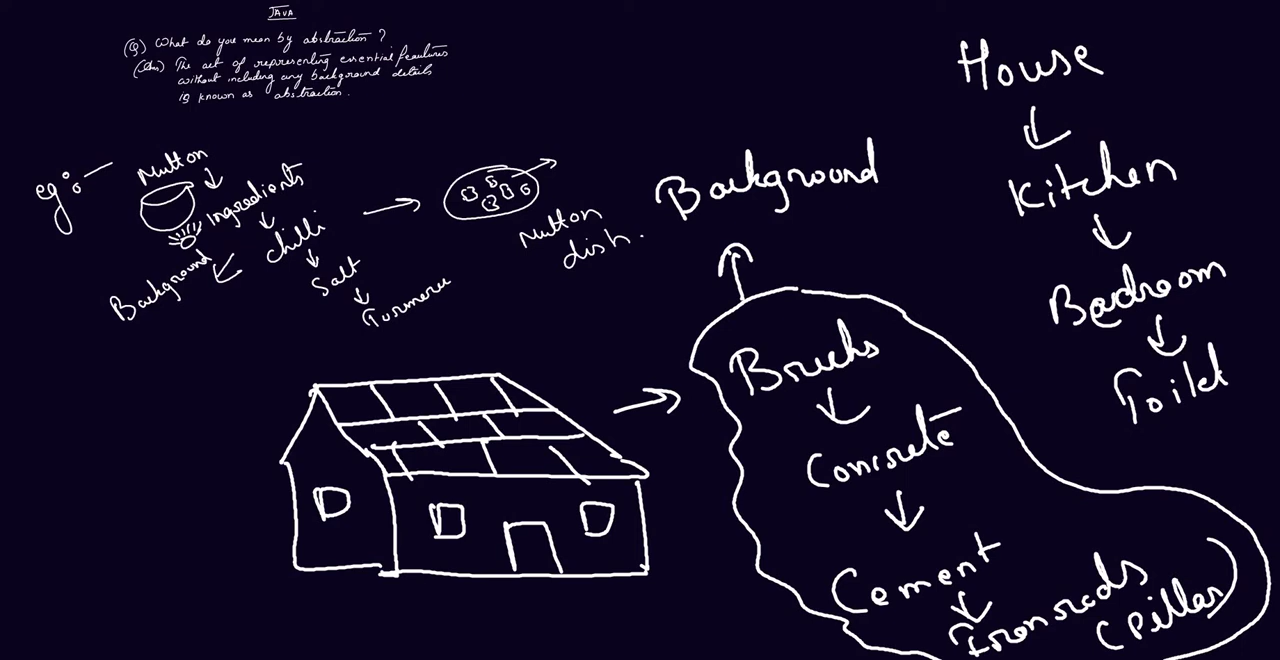 JAVA
(Q) What do you mean by abstraction ?
(Ans) The act of representing essential feautures
without including any background details
is known as abstraction.
eg:-
Mutton
Ingredients
chilli
Salt
Turmeric
Background
Mutton
dish.
Background
Bricks
Concrete
Cement
Iron rods
(Pillar)
House
Kitchen
Bedroom
Toilet